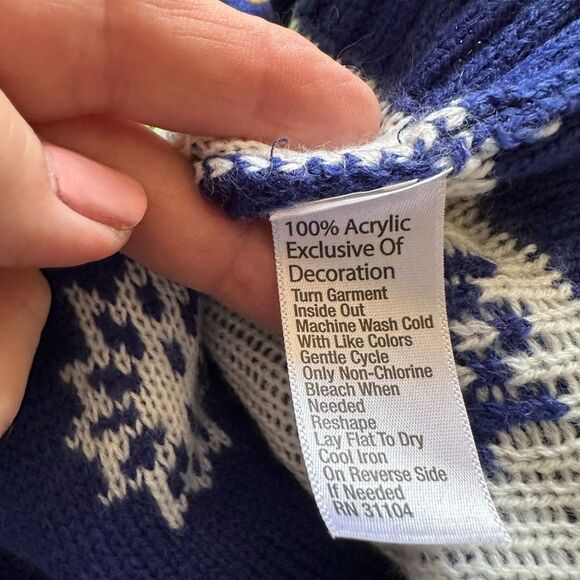 100% Acrylic
Exclusive Of
Decoration
Turn Garment
Inside Out
Machine Wash Cold
With Like Colors
Gentle Cycle
Only Non-Chlorine
Bleach When
Needed
Reshape
Lay Flat To Dry
Cool Iron
On Reverse Side
If Needed
RN 31104